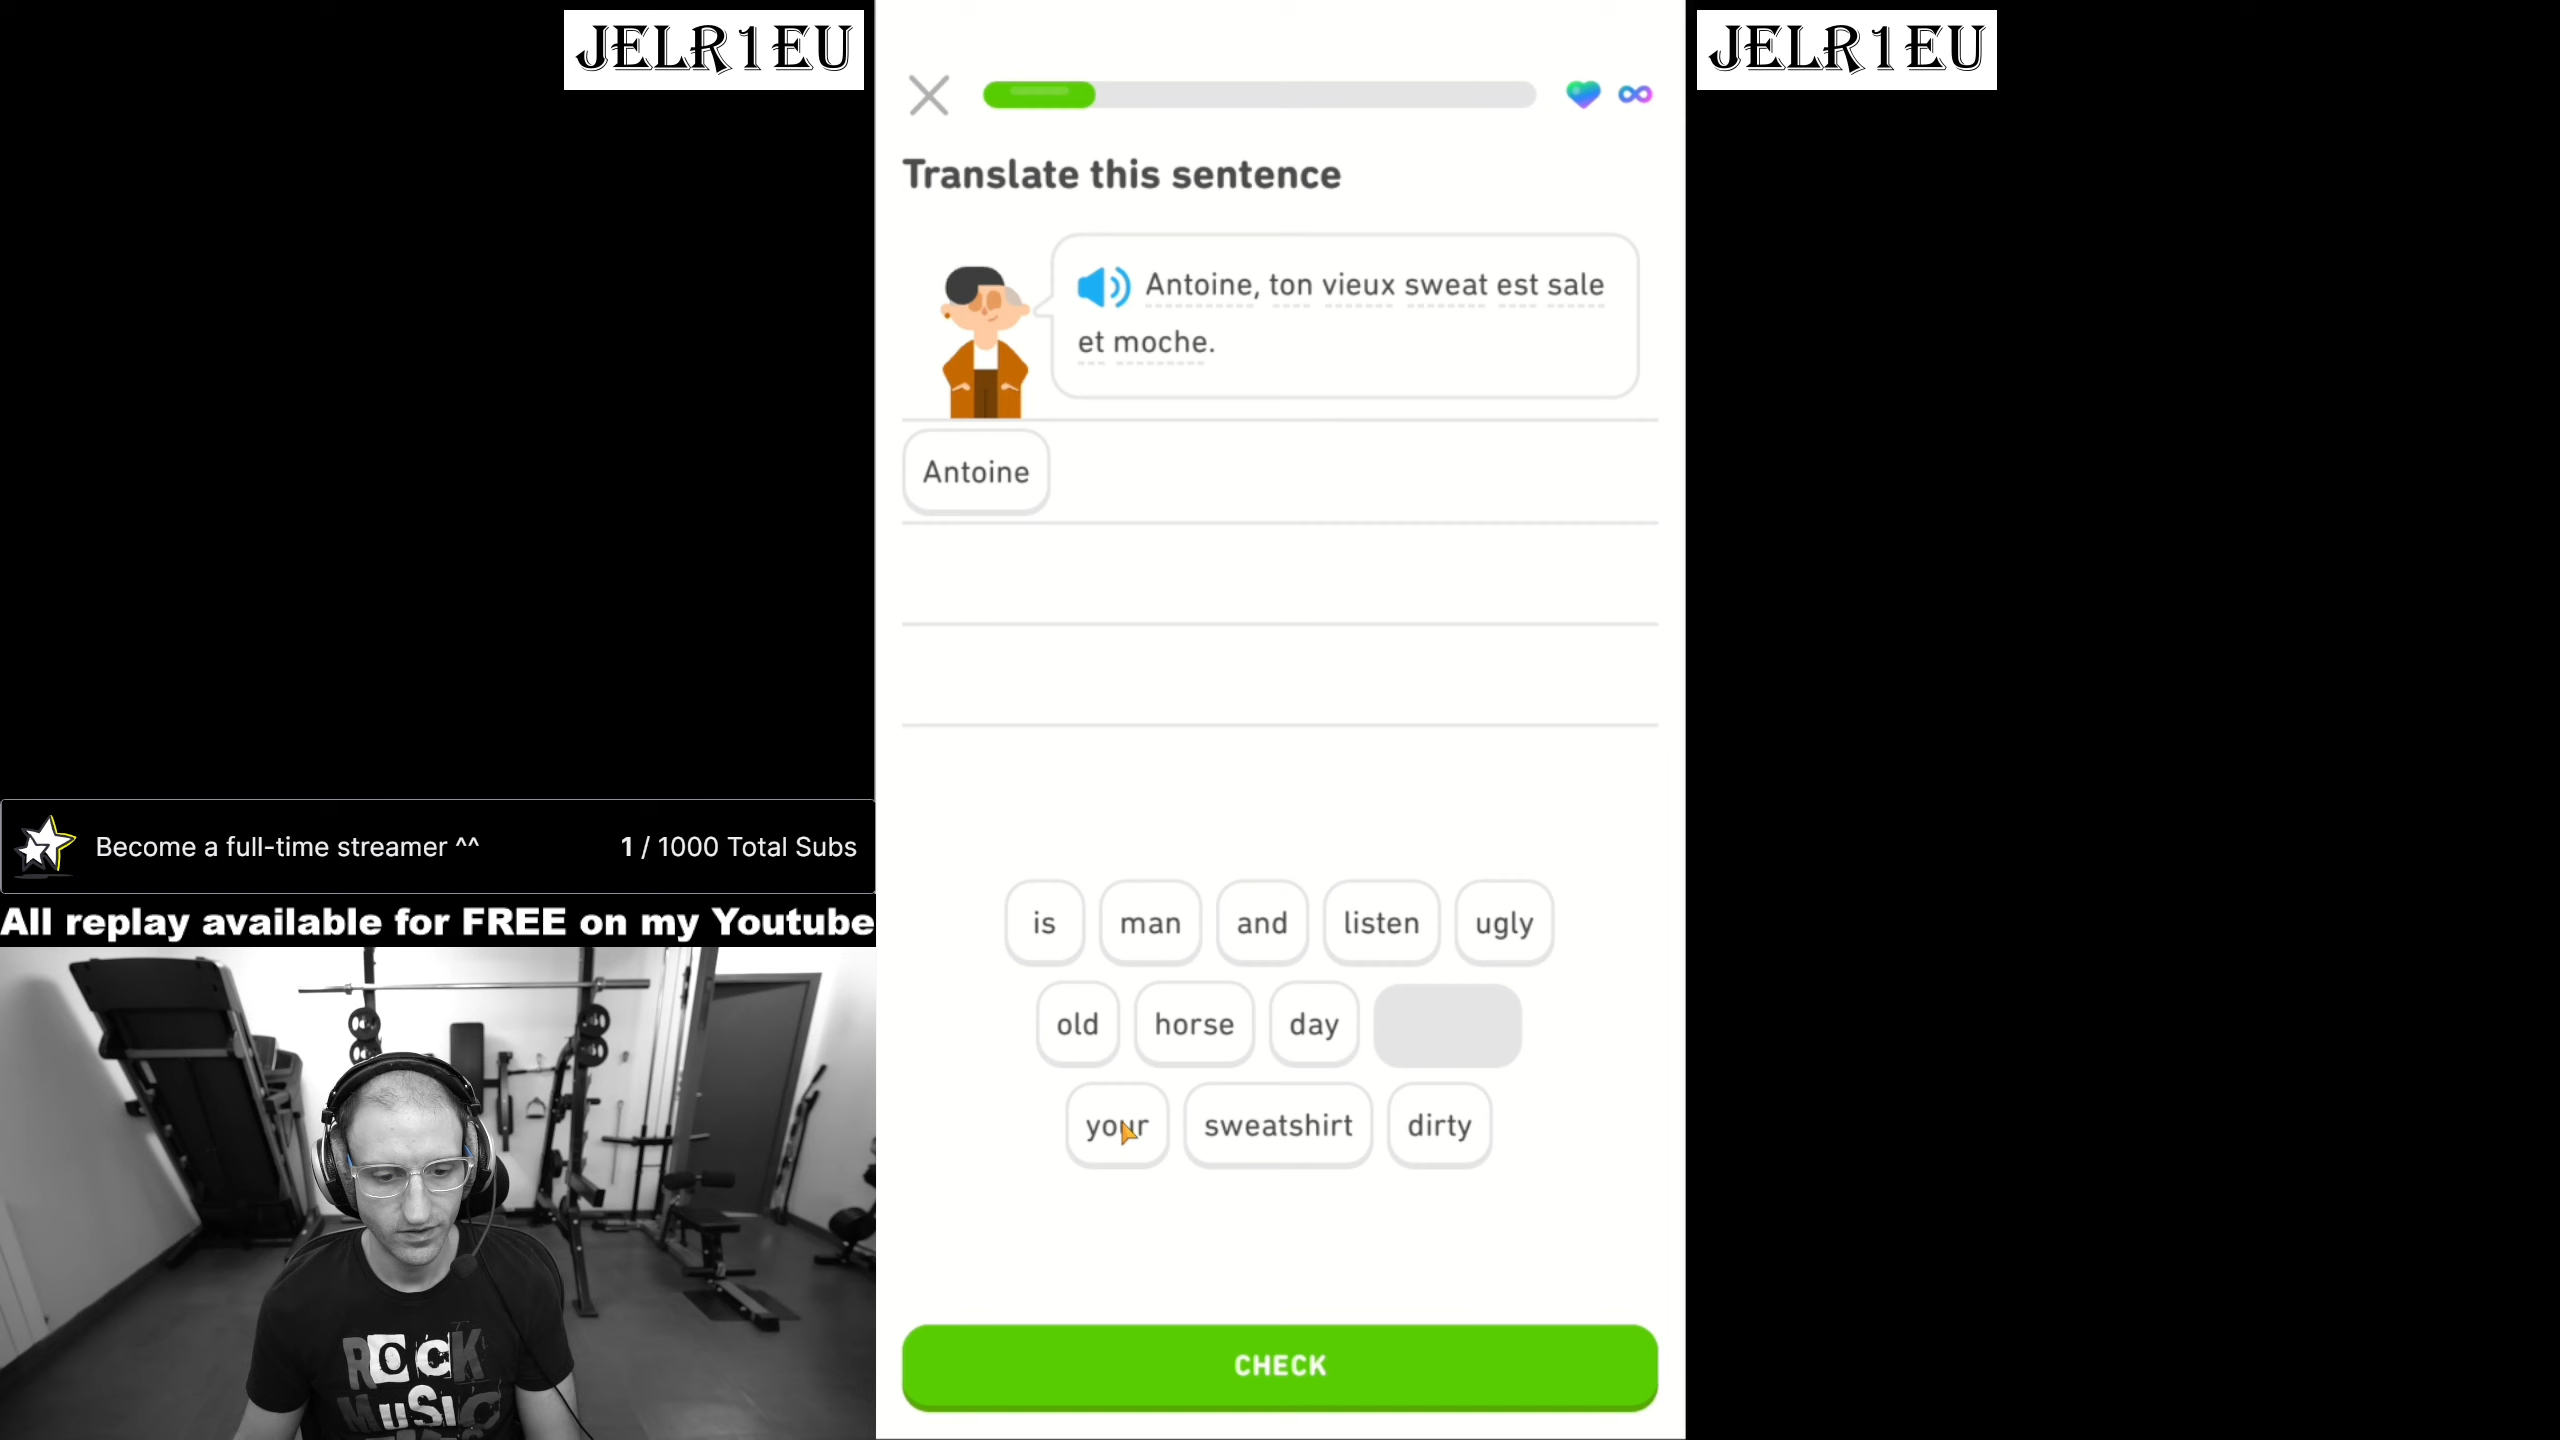 JELR1EU
JELR1EU
Translate this sentence
Antoine, ton vieux sweat est sale
et moche.
Antoine
is man and listen ugly
old horse day
your sweatshirt dirty
CHECK
Become a full-time streamer ^^ 1 / 1000 Total Subs
All replay available for FREE on my Youtube
ROCK
MUSIC